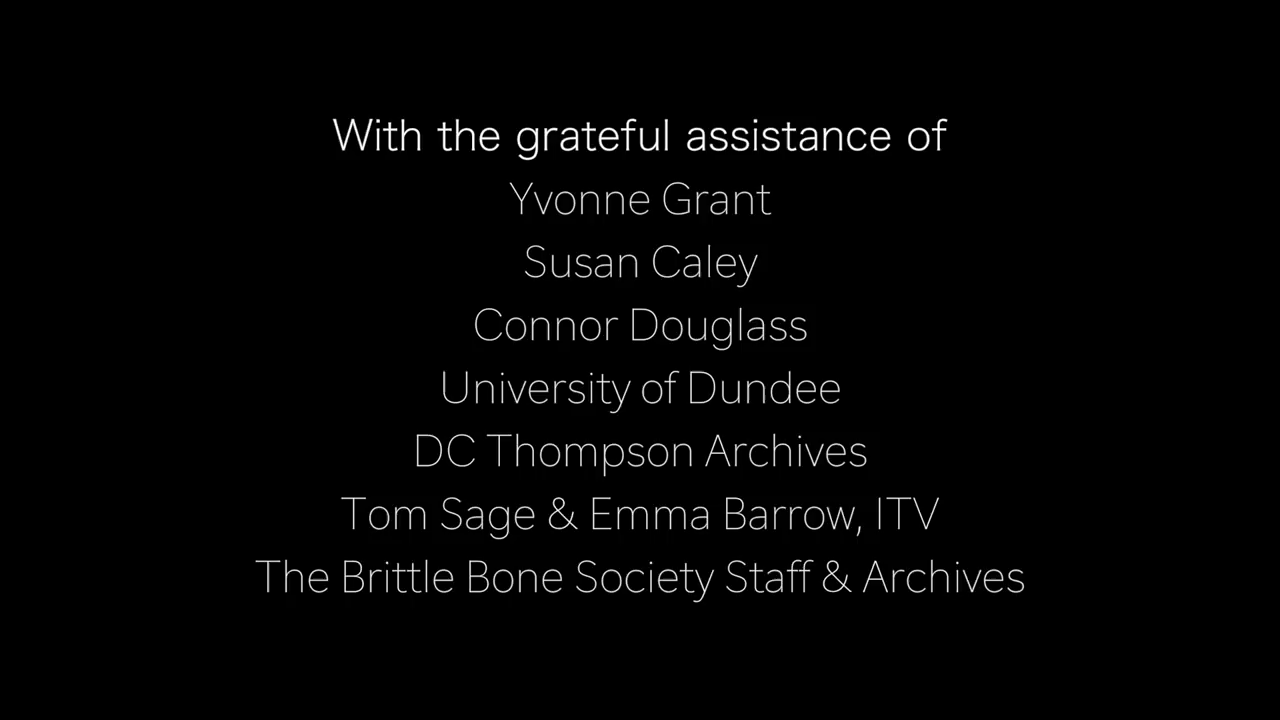 With the grateful assistance of
Yvonne Grant
Susan Caley
Connor Douglass
University of Dundee
DC Thompson Archives
Tom Sage & Emma Barrow, ITV
The Brittle Bone Society Staff & Archives